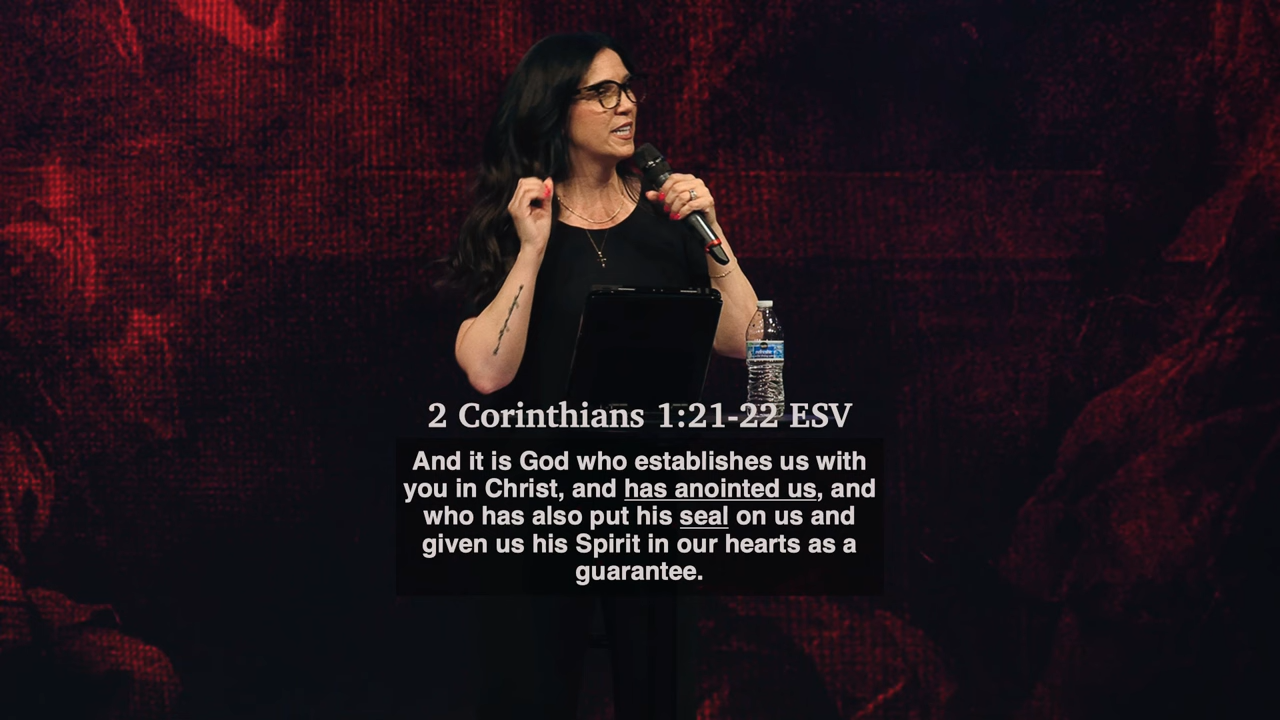 2 Corinthians 1:21-22 ESV
And it is God who establishes us with
you in Christ, and has anointed us, and
who has also put his seal on us and
given us his Spirit in our hearts as a
guarantee.